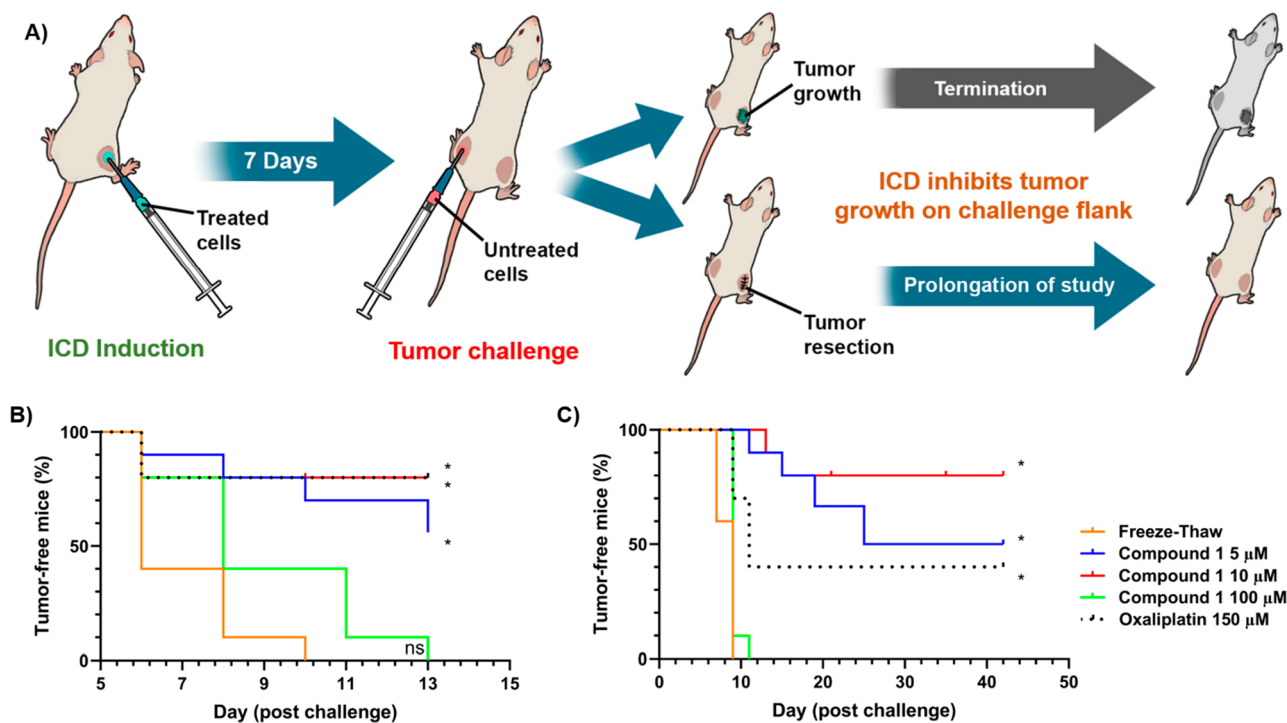 A)
Treated
cells
ICD Induction
7 Days
Untreated
cells
Tumor challenge
Tumor
growth
Termination
ICD inhibits tumor
growth on challenge flank
Tumor
resection
Prolongation of study
B)
Tumor-free mice (%)
100
50
0
5
7
9
11
13
15
Day (post challenge)
*
*
*
ns
C)
Tumor-free mice (%)
100
50
0
0
10
20
30
40
50
Day (post challenge)
*
*
*
Freeze-Thaw
Compound 1 5 μM
Compound 1 10 μM
Compound 1 100 μM
Oxaliplatin 150 μM